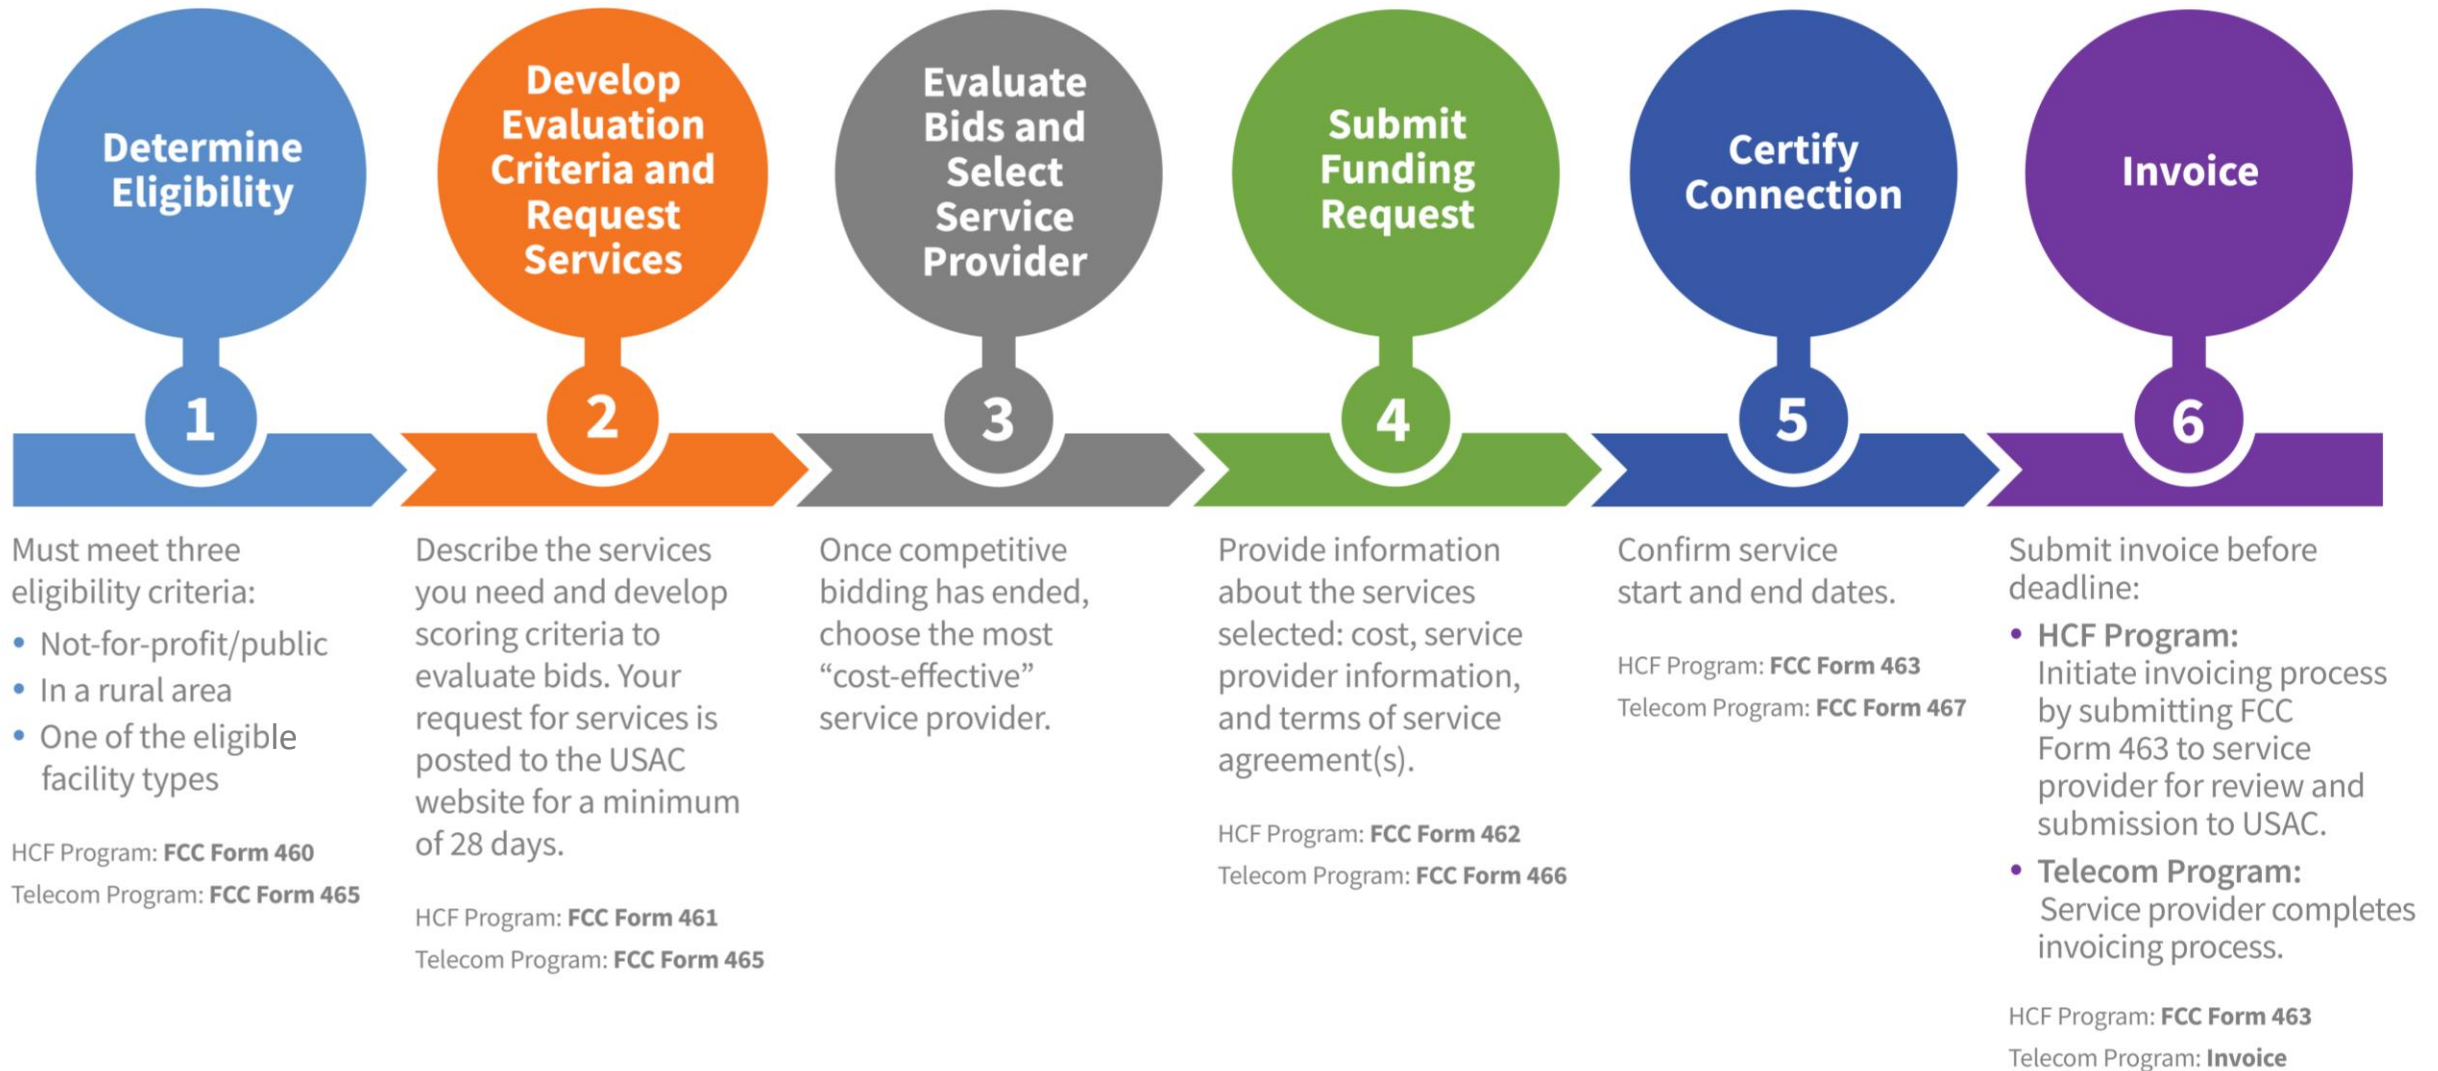 Determine
Eligibility
1
Must meet three
eligibility criteria:
• Not-for-profit/public
• In a rural area
• One of the eligible
facility types
HCF Program: FCC Form 460
Telecom Program: FCC Form 465
Develop
Evaluation
Criteria and
Request
Services
2
Describe the services
you need and develop
scoring criteria to
evaluate bids. Your
request for services is
posted to the USAC
website for a minimum
of 28 days.
HCF Program: FCC Form 461
Telecom Program: FCC Form 465
Evaluate
Bids and
Select
Service
Provider
3
Once competitive
bidding has ended,
choose the most
“cost-effective”
service provider.
Submit
Funding
Request
4
Provide information
about the services
selected: cost, service
provider information,
and terms of service
agreement(s).
HCF Program: FCC Form 462
Telecom Program: FCC Form 466
Certify
Connection
5
Confirm service
start and end dates.
HCF Program: FCC Form 463
Telecom Program: FCC Form 467
Invoice
6
Submit invoice before
deadline:
• HCF Program:
Initiate invoicing process
by submitting FCC
Form 463 to service
provider for review and
submission to USAC.
• Telecom Program:
Service provider completes
invoicing process.
HCF Program: FCC Form 463
Telecom Program: Invoice